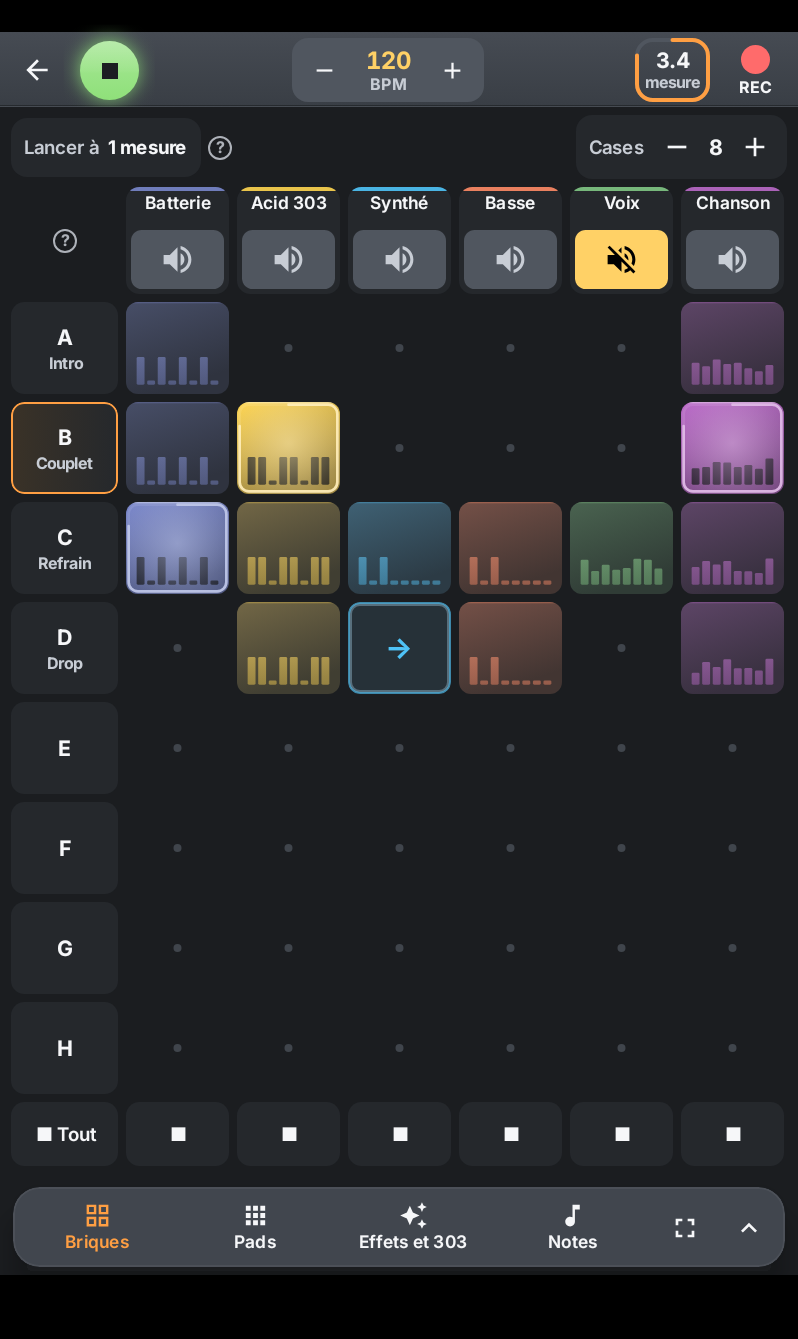 120
BPM
3.4
mesure
REC
Lancer à 1 mesure
?
Cases
8
?
Batterie
Acid 303
Synthé
Basse
Voix
Chanson
A
Intro
B
Couplet
C
Refrain
D
Drop
E
F
G
H
Tout
Briques
Pads
Effets et 303
Notes